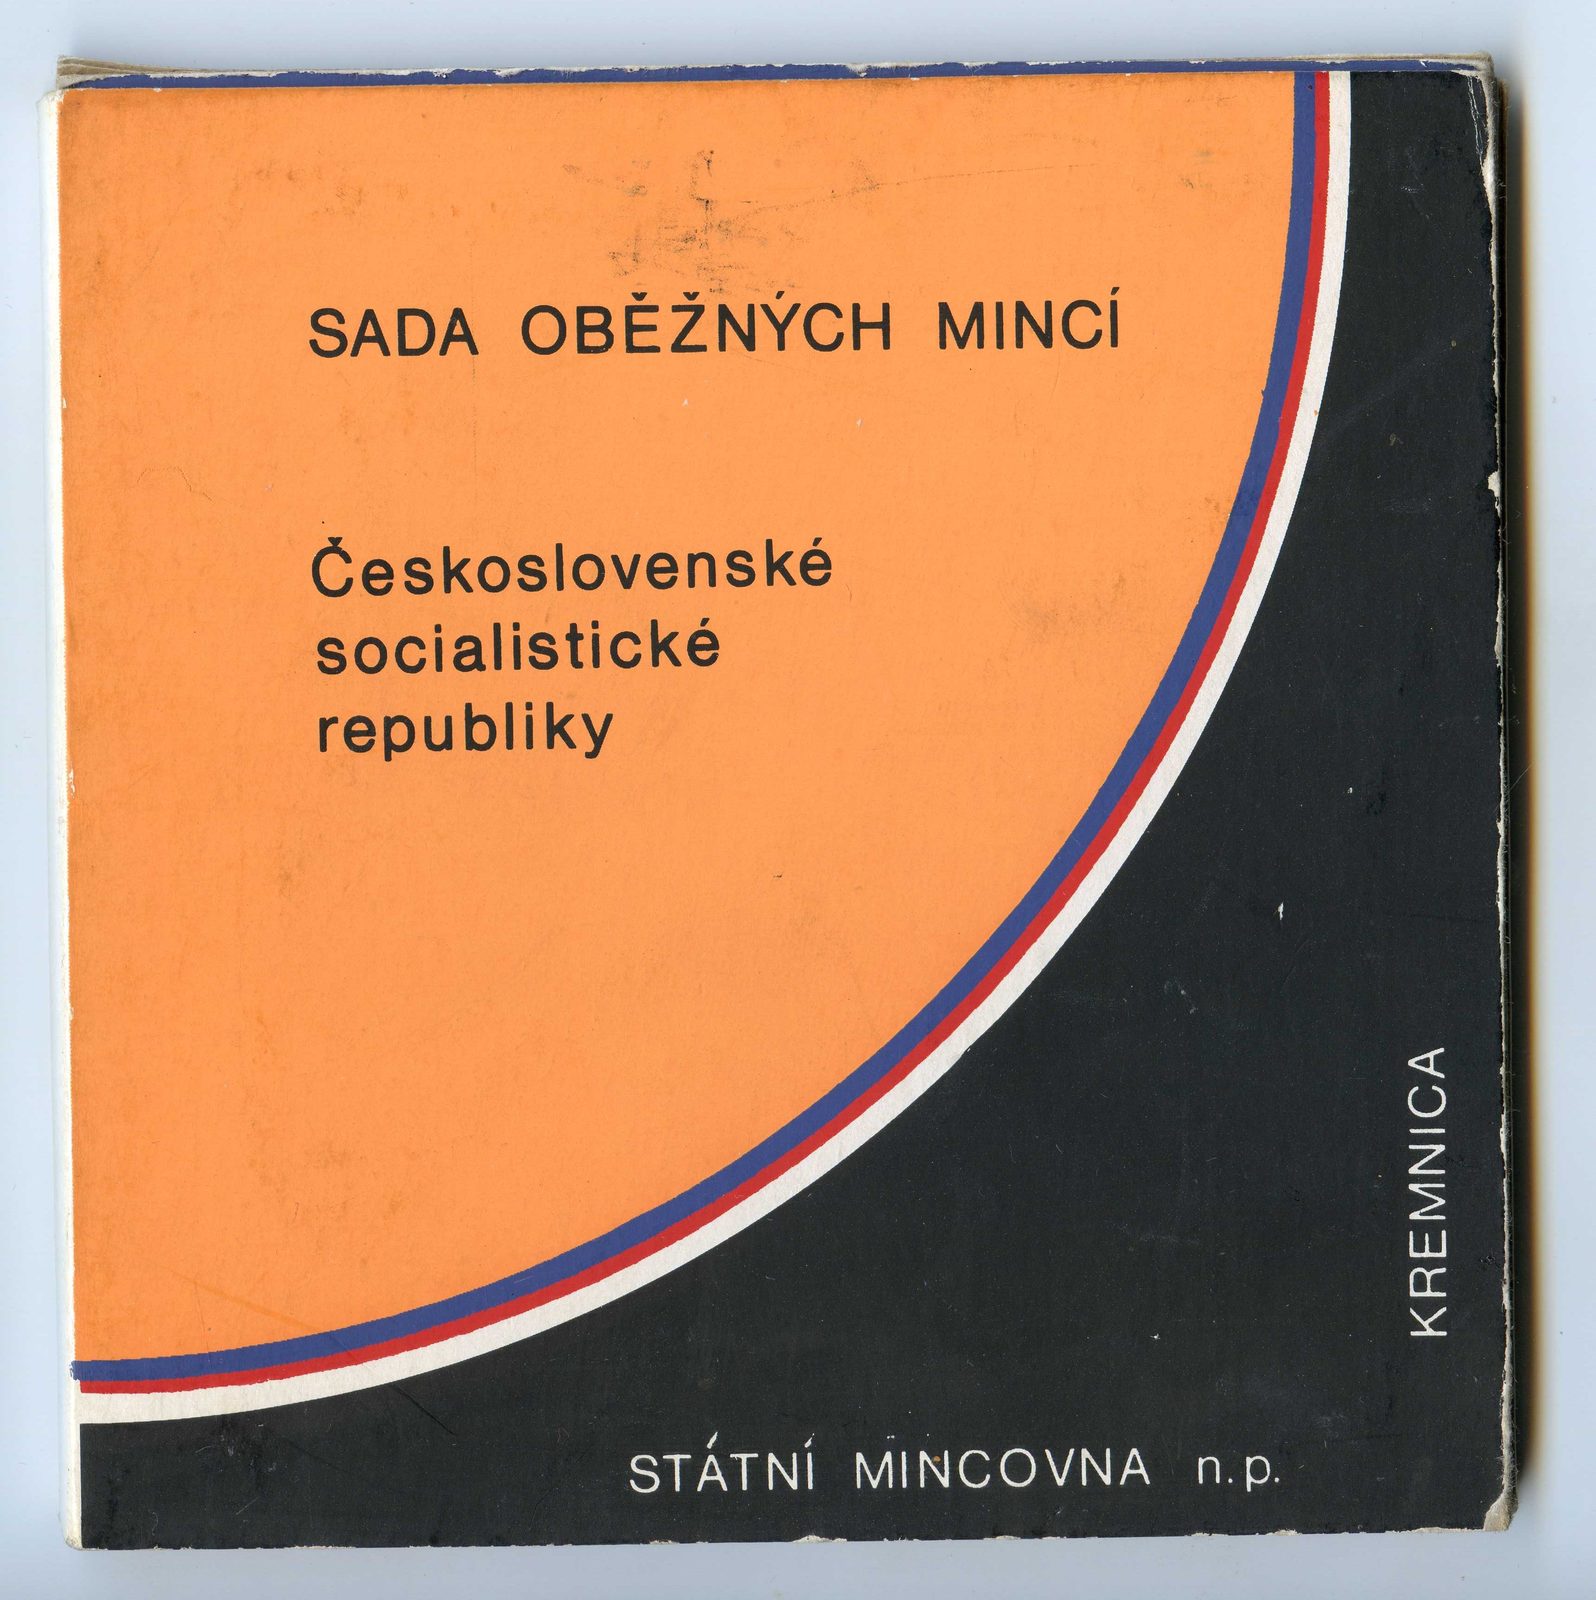 SADA OBĚŽNÝCH MINCÍ
Československé
socialistické
republiky
STÁTNÍ MINCOVNA n.p.
KREMNICA